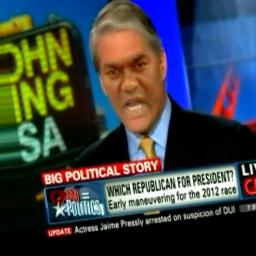 OHN
ING
SA
BIG POLITICAL STORY
CNN
POLITICS
WHICH REPUBLICAN FOR PRESIDENT?
Early maneuvering for the 2012 race
LIV
UPDATE Actress Jaime Pressly arrested on suspicion of DUI